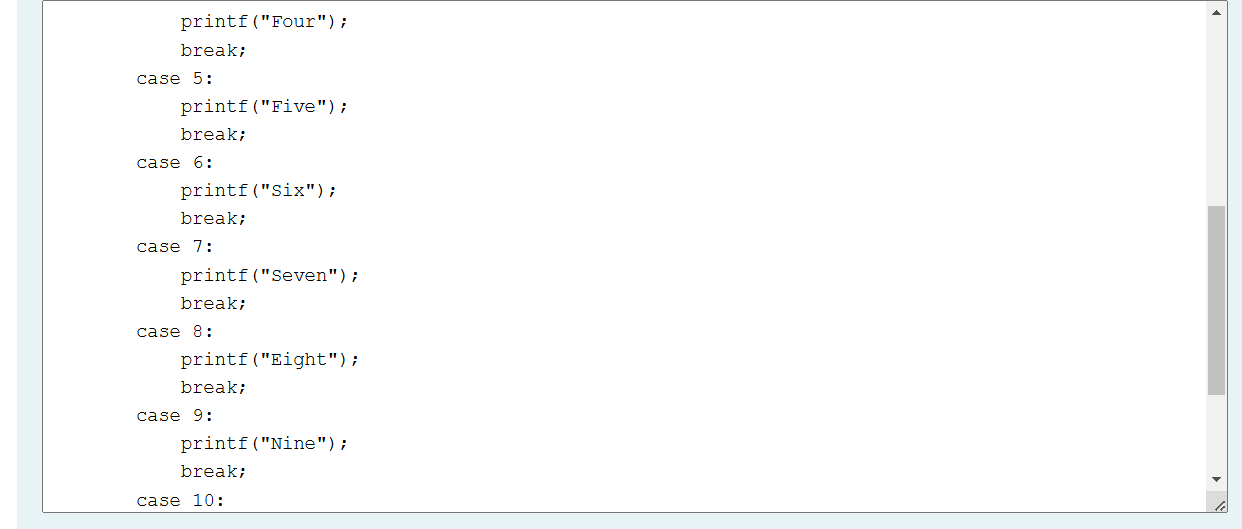 printf("Four");
break;
case 5:
printf("Five");
break;
case 6:
printf("Six");
break;
case 7:
printf("Seven");
break;
case 8:
printf("Eight");
break;
case 9:
printf("Nine");
break;
case 10: